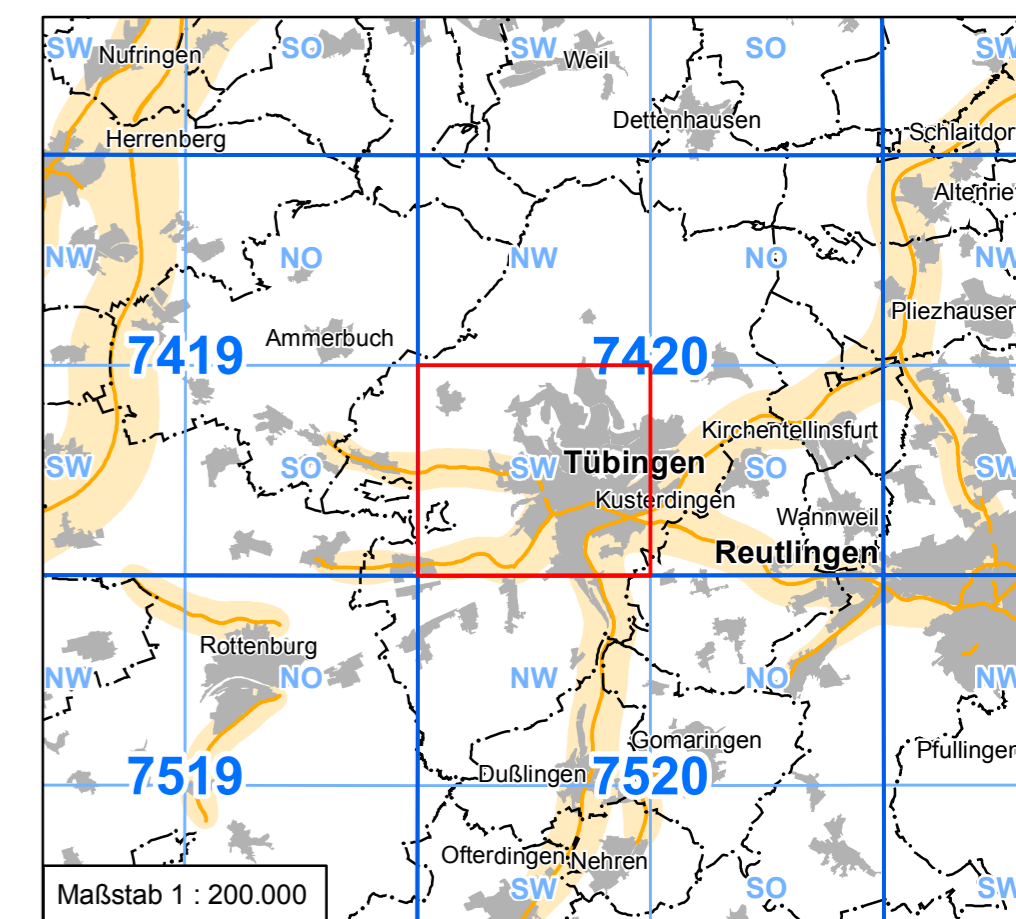 SW Nufringen SO SW Weil SO SW
Dettenhausen
Herrenberg Schlaitdor
Altenrie
NW NO NW NO NW
Pliezhauser
Ammerbuch
7419 7420
Kirchentellinsfurt
SW SO SW Tübingen SO SW
Kusterdingen
Wannweil
Reutlingen
Rottenburg
NW NO NW NO NW
Gomaringen Pfullinger
7519 Dußlingen 7520
Ofterdingen Nehren
Maßstab 1 : 200.000 SW SO SW